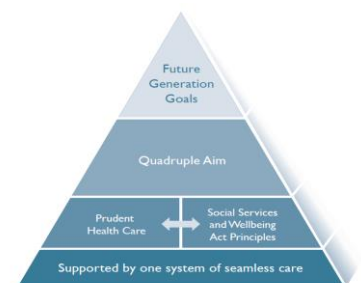 Future
Generation
Goals
Quadruple Aim
Prudent
Health Care
Social Services
and Wellbeing
Act Principles
Supported by one system of seamless care